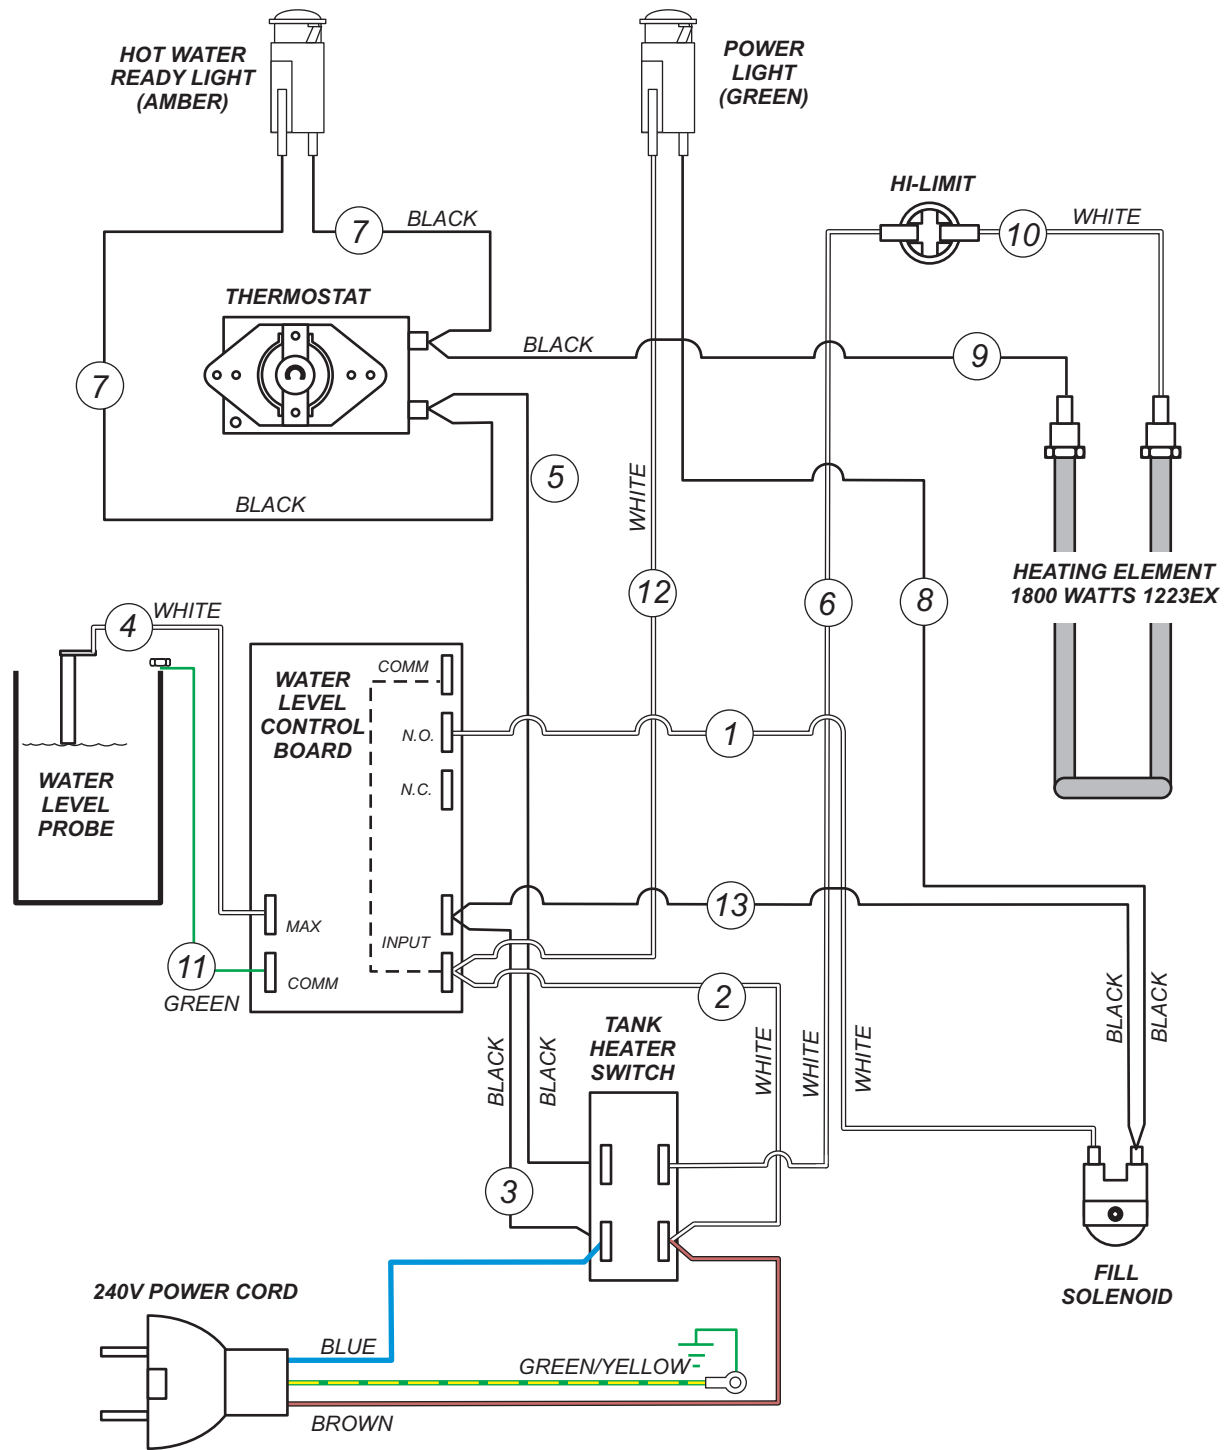 HOT WATER
READY LIGHT
(AMBER)
POWER
LIGHT
(GREEN)
HI-LIMIT
7
BLACK
10
WHITE
THERMOSTAT
BLACK
9
7
5
BLACK
WHITE
12
6
8
HEATING ELEMENT
1800 WATTS 1223EX
4
WHITE
WATER
LEVEL
CONTROL
BOARD
COMM
N.O.
N.C.
1
WATER
LEVEL
PROBE
MAX
INPUT
COMM
13
11
GREEN
2
TANK
HEATER
SWITCH
BLACK
BLACK
WHITE
WHITE
WHITE
BLACK
BLACK
3
FILL
SOLENOID
240V POWER CORD
BLUE
GREEN/YELLOW
BROWN